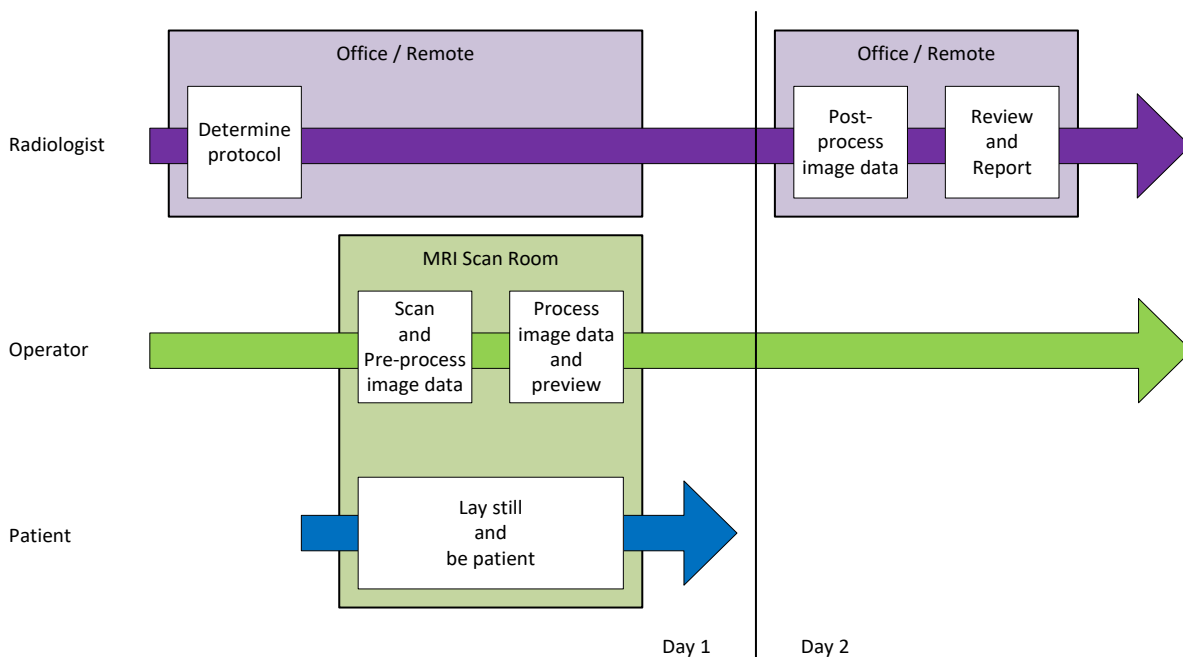 Office / Remote
Office / Remote
Radiologist
Determine
protocol
Post-
process
image data
Review
and
Report
MRI Scan Room
Operator
Scan
and
Pre-process
image data
Process
image data
and
preview
Patient
Lay still
and
be patient
Day 1
Day 2